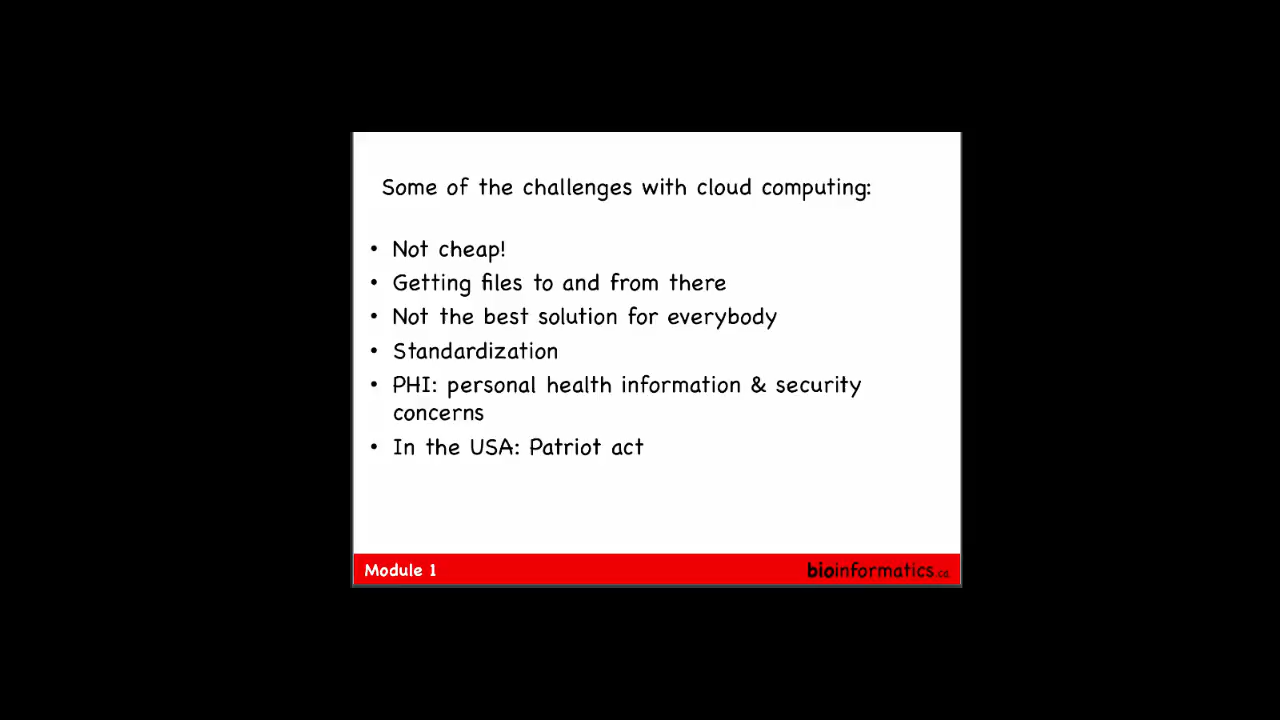 Some of the challenges with cloud computing:
• Not cheap!
• Getting files to and from there
• Not the best solution for everybody
• Standardization
• PHI: personal health information & security
concerns
• In the USA: Patriot act
Module 1
bioinformatics.ca